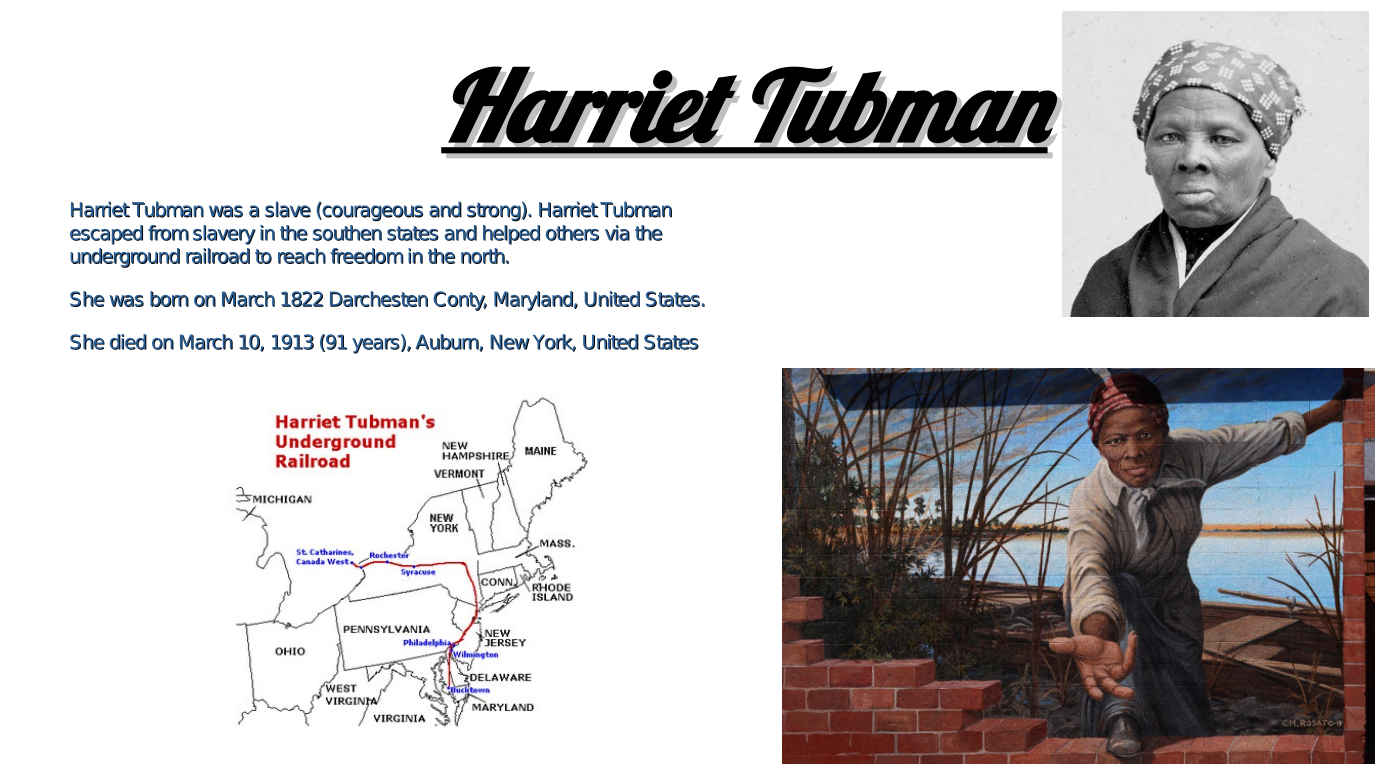 Harriet Tubman
Harriet Tubman was a slave (courageous and strong). Harriet Tubman
escaped from slavery in the southen states and helped others via the
underground railroad to reach freedom in the north.
She was born on March 1822 Darchesten Conty, Maryland, United States.
She died on March 10, 1913 (91 years), Auburn, New York, United States
Harriet Tubman's
Underground
Railroad
NEW
HAMPSHIRE
MAINE
VERMONT
MICHIGAN
NEW
YORK
MASS.
St. Catharines,
Canada West
Rochester
Syracuse
CONN.
RHODE
ISLAND
PENNSYLVANIA
NEW
JERSEY
Philadelphia
Wilmington
OHIO
DELAWARE
Bucktown
WEST
VIRGINIA
MARYLAND
VIRGINIA
©M.ROSATO-19